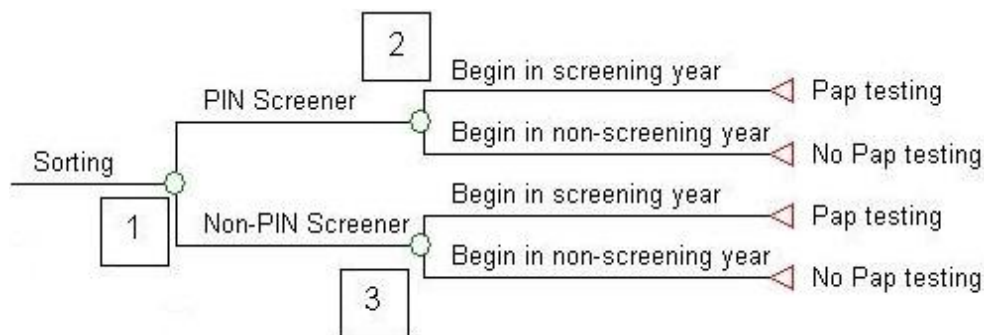 2
Begin in screening year
Pap testing
PIN Screener
Begin in non-screening year
No Pap testing
Sorting
1
Begin in screening year
Pap testing
Non-PIN Screener
Begin in non-screening year
No Pap testing
3